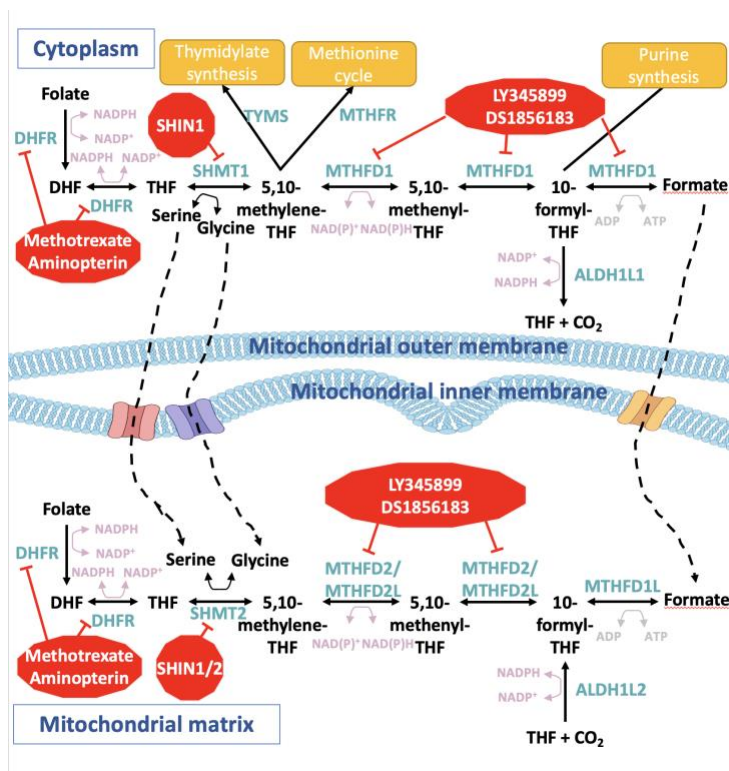 Cytoplasm
Thymidylate
synthesis
Methionine
cycle
Purine
synthesis
Folate
NADPH
NADP⁺
DHFR
NADPH NADP⁺
SHIN1
TYMS
MTHFR
LY345899
DS1856183
SHMT1
MTHFD1
MTHFD1
MTHFD1
DHF
THF
5,10-
methylene-
THF
5,10-
methenyl-
THF
10-
formyl-
THF
Formate
DHFR
Serine
Glycine
NAD(P)⁺ NAD(P)H
ADP
ATP
Methotrexate
Aminopterin
NADP⁺
NADPH
ALDH1L1
THF + CO₂
Mitochondrial outer membrane
Mitochondrial inner membrane
LY345899
DS1856183
Folate
NADPH
NADP⁺
DHFR
NADPH NADP⁺
Serine
Glycine
MTHFD2/
MTHFD2L
MTHFD2/
MTHFD2L
MTHFD1L
DHF
THF
SHMT2
5,10-
methylene-
THF
5,10-
methenyl-
THF
10-
formyl-
THF
Formate
DHFR
NAD(P)⁺ NAD(P)H
ADP
ATP
Methotrexate
Aminopterin
SHIN1/2
NADPH
NADP⁺
ALDH1L2
THF + CO₂
Mitochondrial matrix